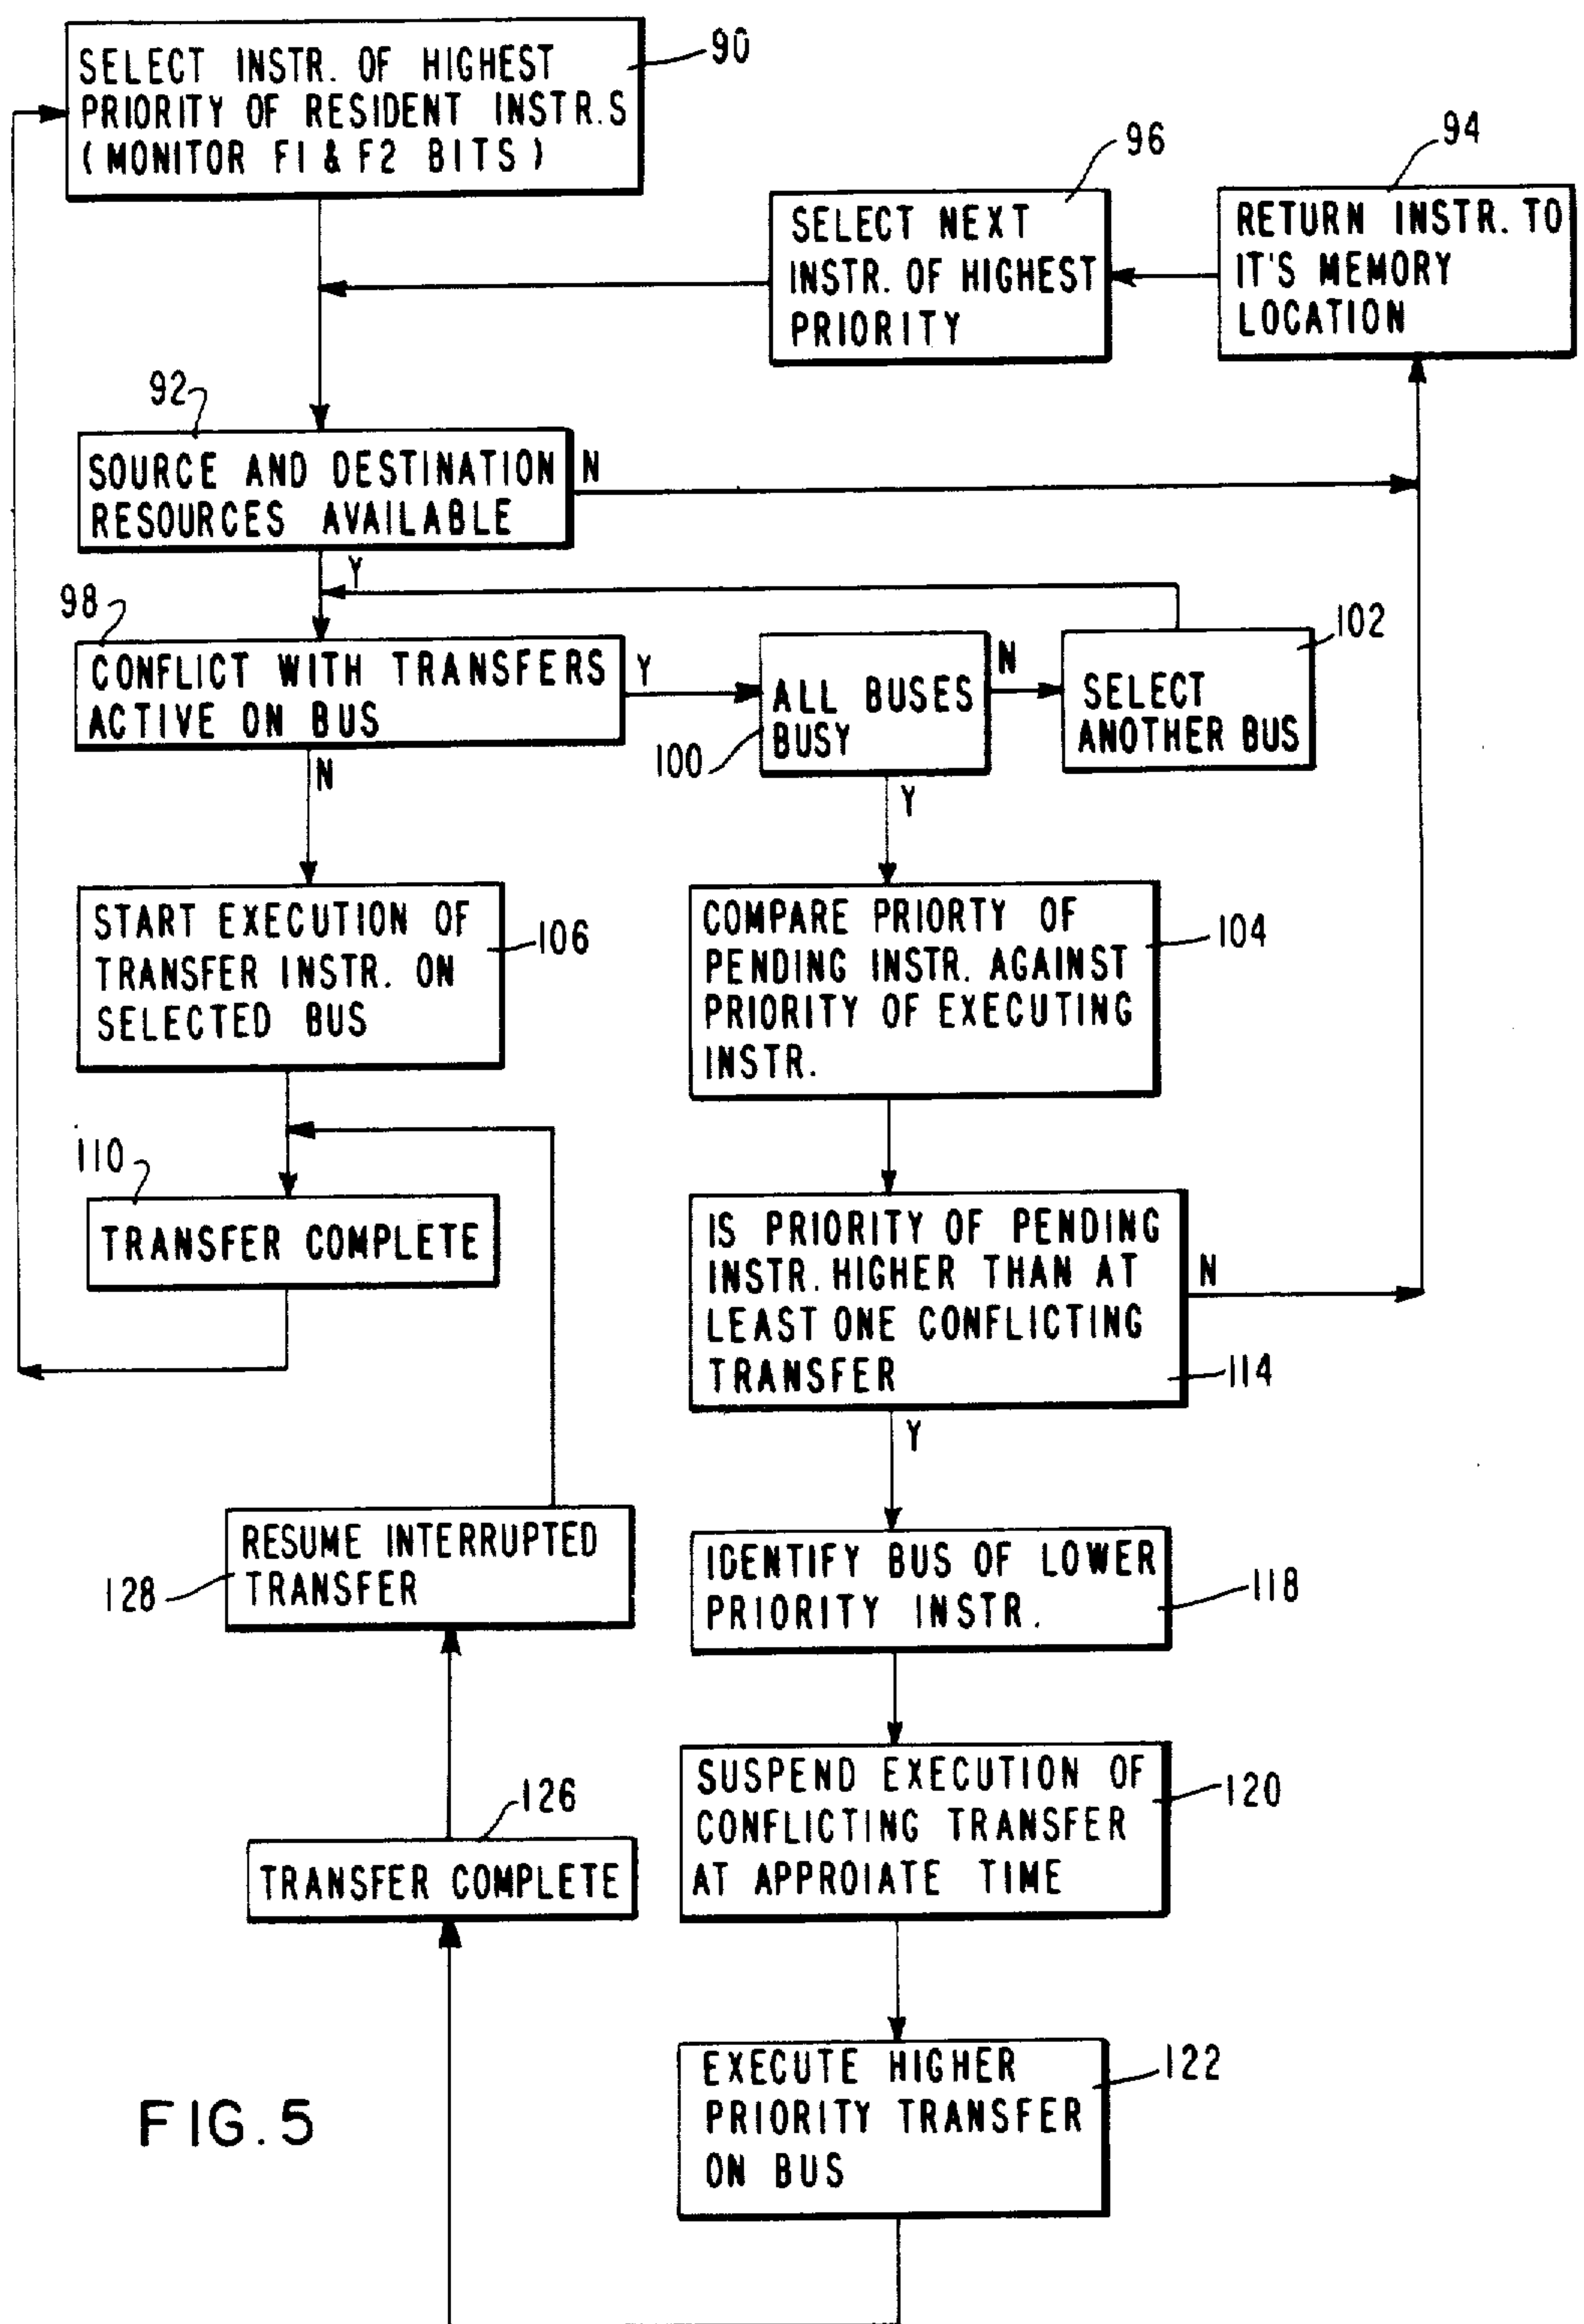 SELECT INSTR. OF HIGHEST
PRIORITY OF RESIDENT INSTR.S
(MONITOR F1 & F2 BITS)
90
96
94
SELECT NEXT
INSTR. OF HIGHEST
PRIORITY
RETURN INSTR. TO
IT'S MEMORY
LOCATION
92
SOURCE AND DESTINATION
RESOURCES AVAILABLE
N
Y
98
CONFLICT WITH TRANSFERS
ACTIVE ON BUS
Y
N
100
ALL BUSES
BUSY
N
Y
102
SELECT
ANOTHER BUS
START EXECUTION OF
TRANSFER INSTR. ON
SELECTED BUS
106
COMPARE PRIORTY OF
PENDING INSTR. AGAINST
PRIORITY OF EXECUTING
INSTR.
104
110
TRANSFER COMPLETE
IS PRIORITY OF PENDING
INSTR. HIGHER THAN AT
LEAST ONE CONFLICTING
TRANSFER
N
114
Y
RESUME INTERRUPTED
TRANSFER
128
IDENTIFY BUS OF LOWER
PRIORITY INSTR.
118
SUSPEND EXECUTION OF
CONFLICTING TRANSFER
AT APPROIATE TIME
120
126
TRANSFER COMPLETE
EXECUTE HIGHER
PRIORITY TRANSFER
ON BUS
122
FIG. 5